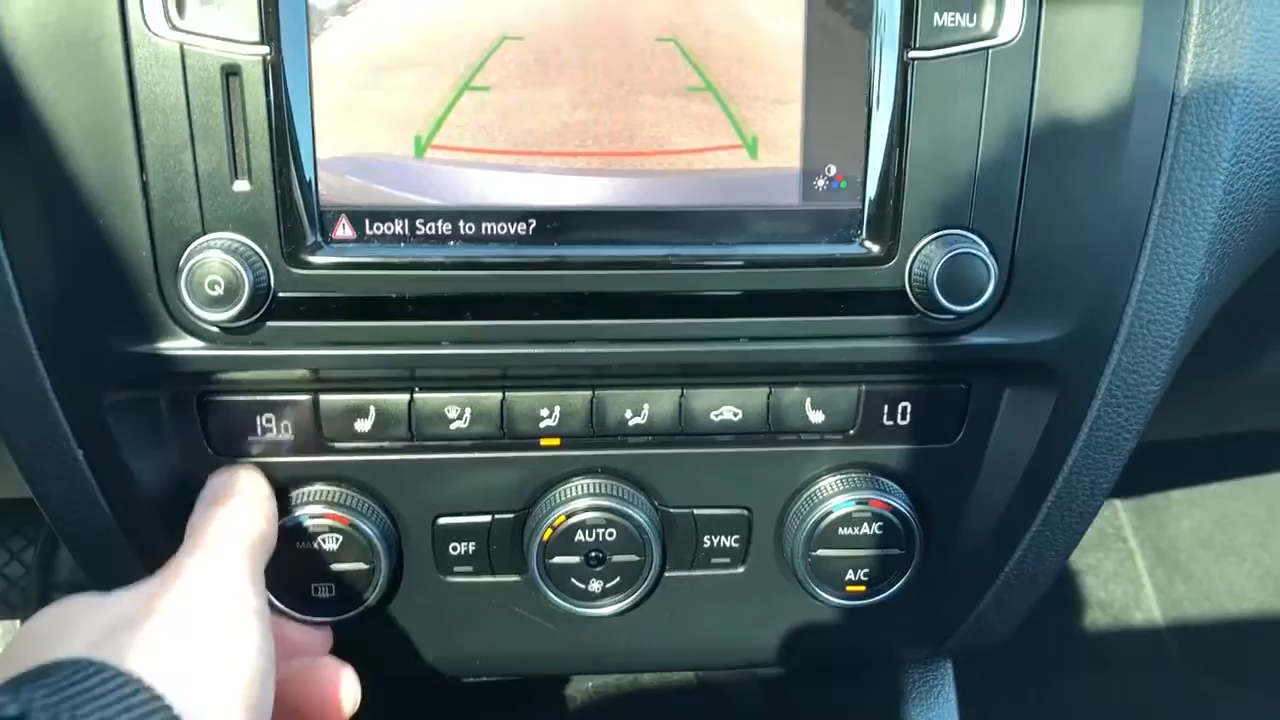 MENU
Look! Safe to move?
19.0
LO
MAX
OFF
AUTO
SYNC
MAX A/C
A/C